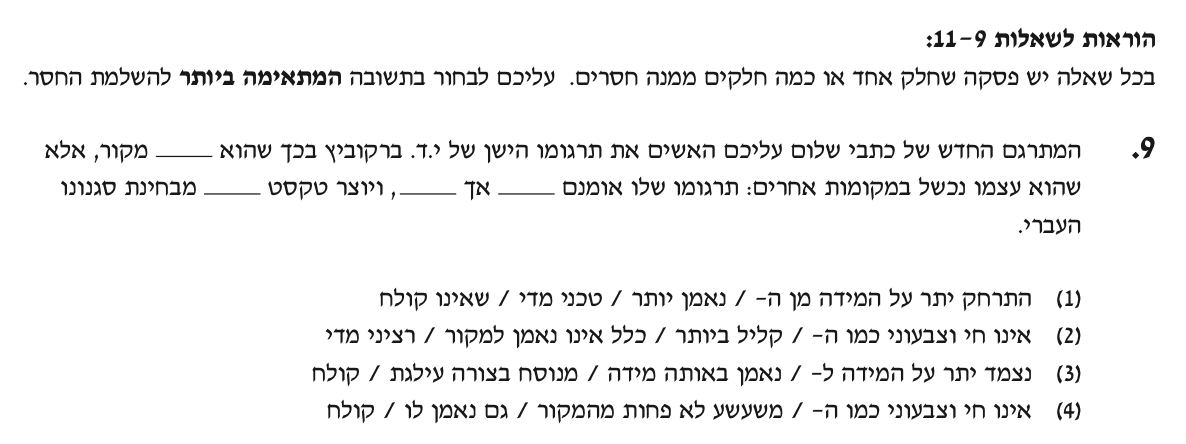 הוראות לשאלות 9–11:
בכל שאלה יש פסקה שחלק אחד או כמה חלקים ממנה חסרים. עליכם לבחור בתשובה המתאימה ביותר להשלמת החסר.
9. המתרגם החדש של כתבי שלום עליכם האשים את תרגומו הישן של י.ד. ברקוביץ בכך שהוא _____ מקור, אלא
שהוא עצמו נכשל במקומות אחרים: תרגומו שלו אומנם _____ אך _____, ויוצר טקסט _____ מבחינת סגנונו
העברי.
(1) התרחק יתר על המידה מן ה- / נאמן יותר / טכני מדי / שאינו קולח
(2) אינו חי וצבעוני כמו ה- / קליל ביותר / כלל אינו נאמן למקור / רציני מדי
(3) נצמד יתר על המידה ל- / נאמן באותה מידה / מנוסח בצורה עילגת / קולח
(4) אינו חי וצבעוני כמו ה- / משעשע לא פחות מהמקור / גם נאמן לו / קולח